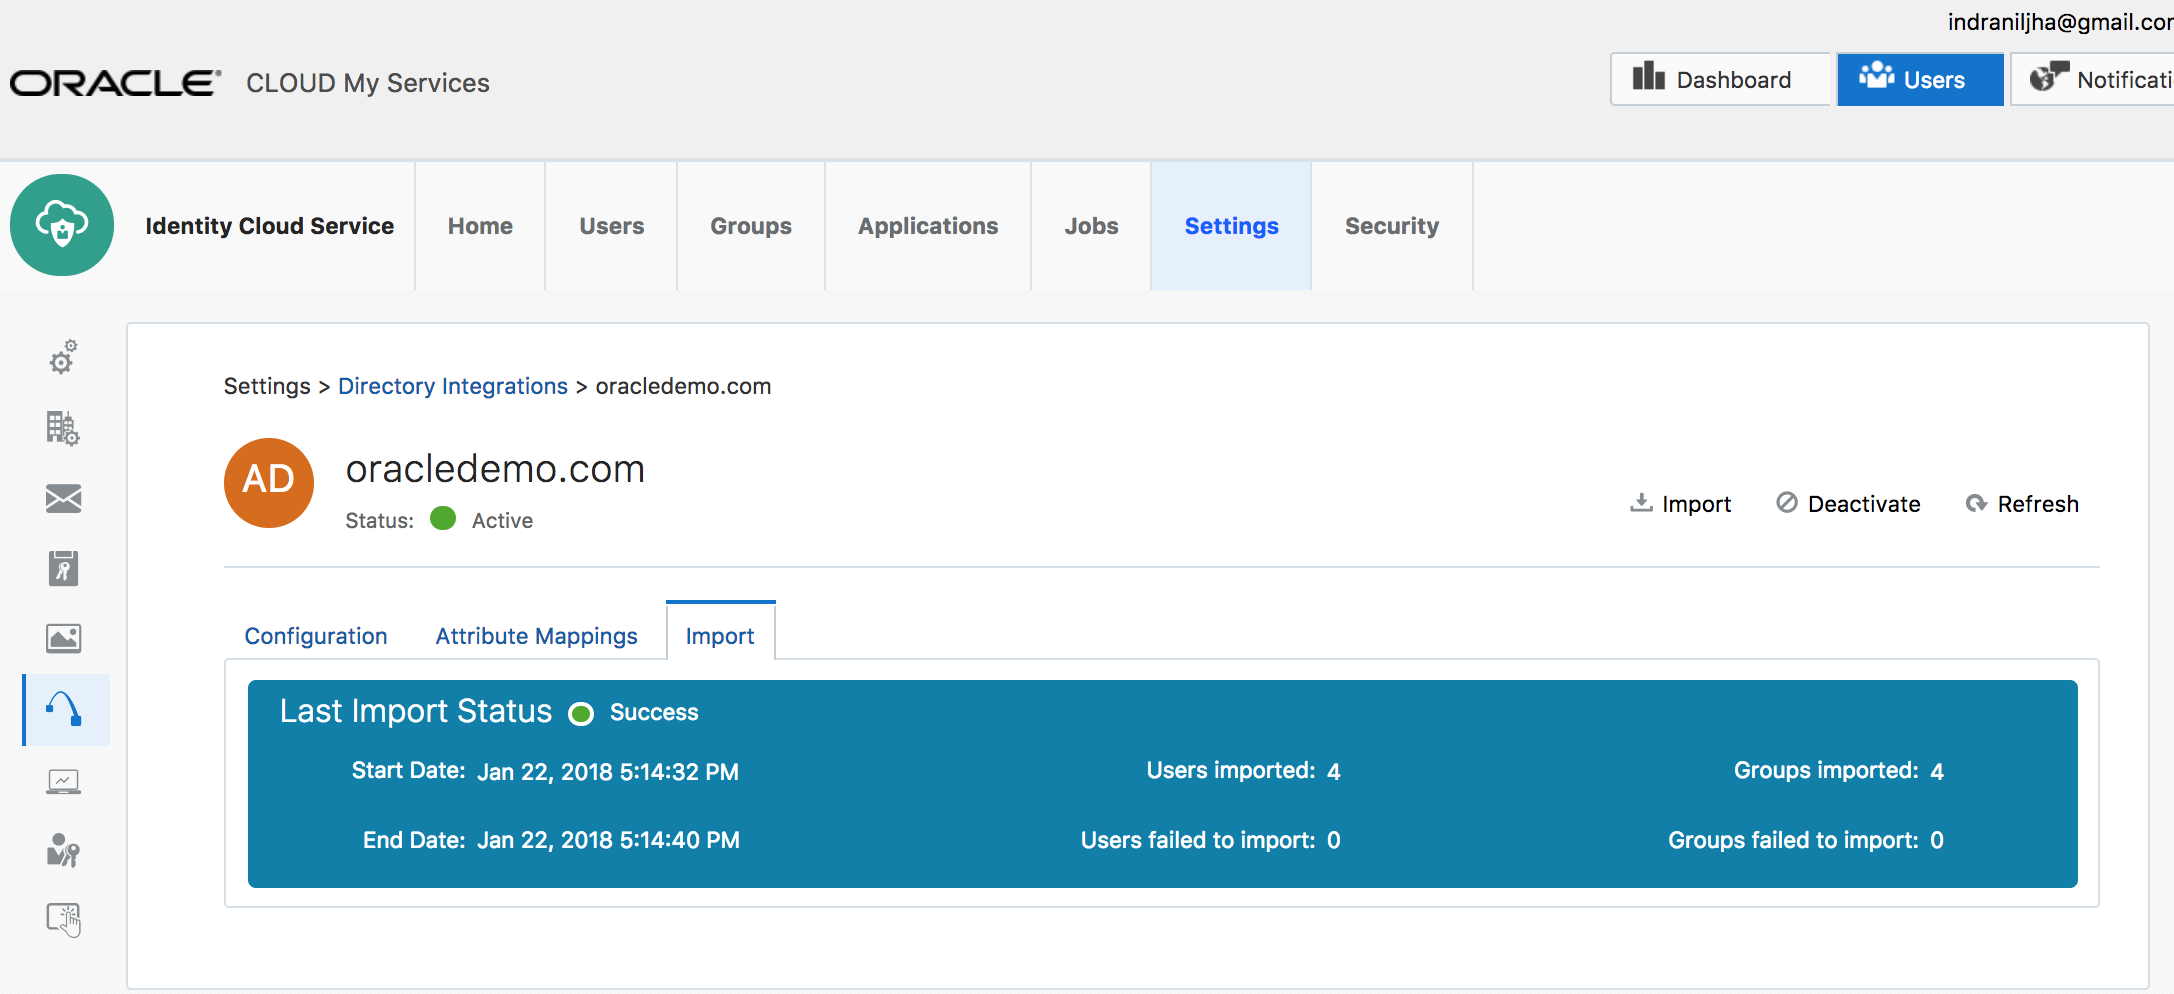 indraniljha@gmail.cor
ORACLE® CLOUD My Services
Dashboard Users Notificati
Identity Cloud Service Home Users Groups Applications Jobs Settings Security
Settings > Directory Integrations > oracledemo.com
AD oracledemo.com
Status: Active
Import Deactivate Refresh
Configuration Attribute Mappings Import
Last Import Status Success
Start Date: Jan 22, 2018 5:14:32 PM Users imported: 4 Groups imported: 4
End Date: Jan 22, 2018 5:14:40 PM Users failed to import: 0 Groups failed to import: 0